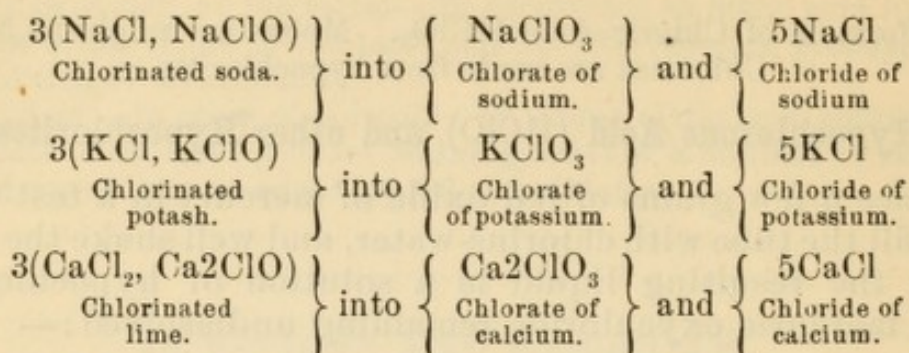 3(NaCl, NaClO) } into { NaClO₃ } and { 5NaCl
Chlorinated soda. Chlorate of sodium. Chloride of sodium
3(KCl, KClO) } into { KClO₃ } and { 5KCl
Chlorinated potash. Chlorate of potassium. Chloride of potassium.
3(CaCl₂, Ca2ClO) } into { Ca2ClO₃ } and { 5CaCl
Chlorinated lime. Chlorate of calcium. Chloride of calcium.